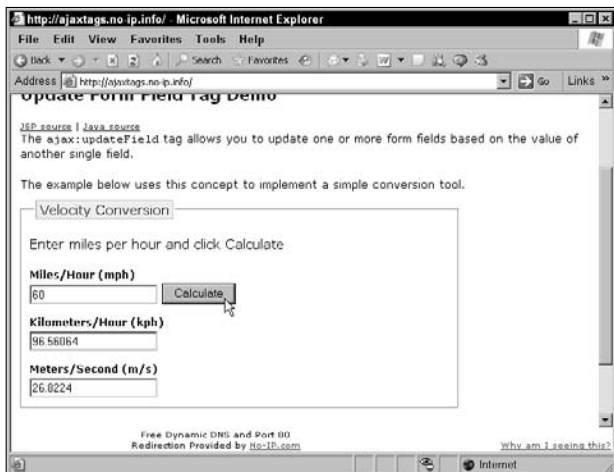 http://ajaxtags.no-ip.info/ - Microsoft Internet Explorer
File Edit View Favorites Tools Help
Back Search Favorites
Address http://ajaxtags.no-ip.info/ Go Links »
Update Form Field Tag Demo
JSP source | Java source
The ajax:updateField tag allows you to update one or more form fields based on the value of
another single field.
The example below uses this concept to implement a simple conversion tool.
Velocity Conversion
Enter miles per hour and click Calculate
Miles/Hour (mph)
60 Calculate
Kilometers/Hour (kph)
96.56064
Meters/Second (m/s)
26.8224
Free Dynamic DNS and Port 80
Redirection Provided by No-IP.com Why am I seeing this?
Internet